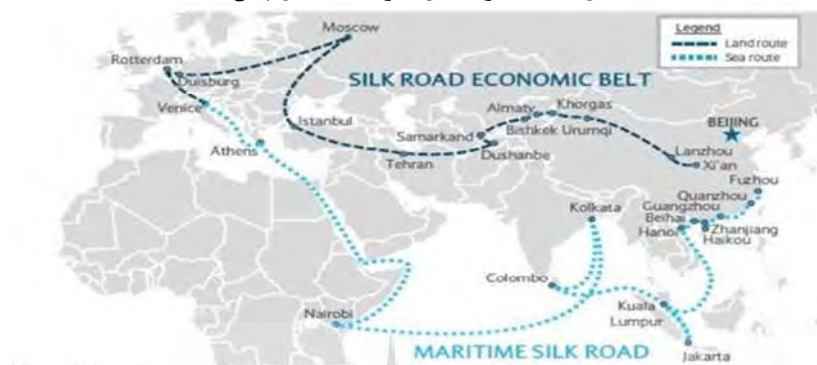 Legend
Land route
Sea route
Moscow
Rotterdam
Duisburg
SILK ROAD ECONOMIC BELT
Venice
Istanbul
Almaty
Khorgas
BEIJING
Samarkand
Bishkek
Urumqi
Athens
Lanzhou
Dushanbe
Xi'an
Tehran
Fuzhou
Quanzhou
Kolkata
Guangzhou
Beihai
Zhanjiang
Hanoi
Haikou
Colombo
Nairobi
Kuala
Lumpur
MARITIME SILK ROAD
Jakarta